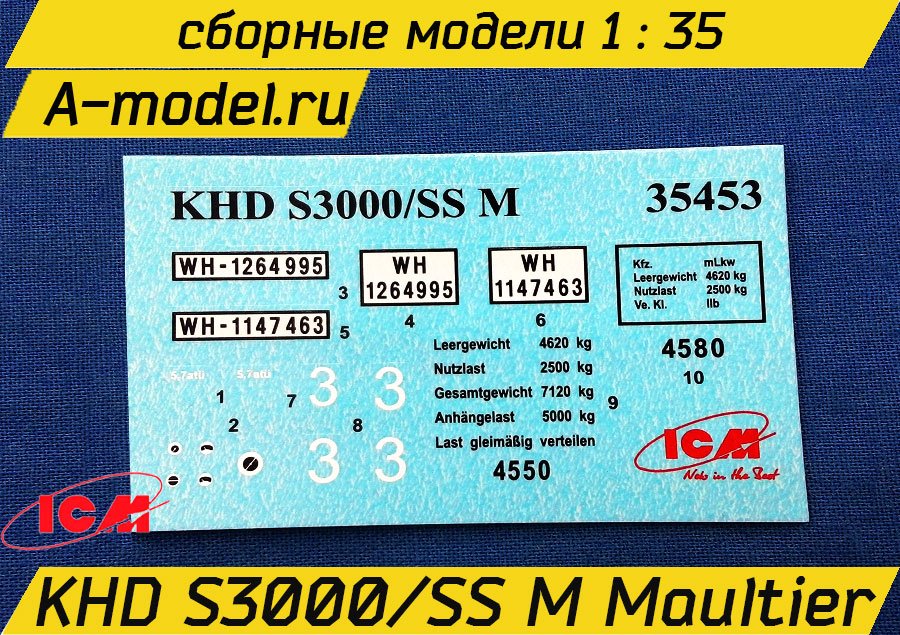 сборные модели 1 : 35
A-model.ru
KHD S3000/SS M 35453
WH-1264995
3
WH
1264995
4
WH
1147463
6
Kfz. mLkw
Leergewicht 4620 kg
Nutzlast 2500 kg
Ve. Kl. IIb
WH-1147463
5
Leergewicht 4620 kg
Nutzlast 2500 kg
Gesamtgewicht 7120 kg
Anhängelast 5000 kg
Last gleimäßig verteilen
9
4550
4580
10
5,7atü 5,7atü
1
7
3 3
2
8
3 3
ICM
New in the Best
ICM
KHD S3000/SS M Maultier